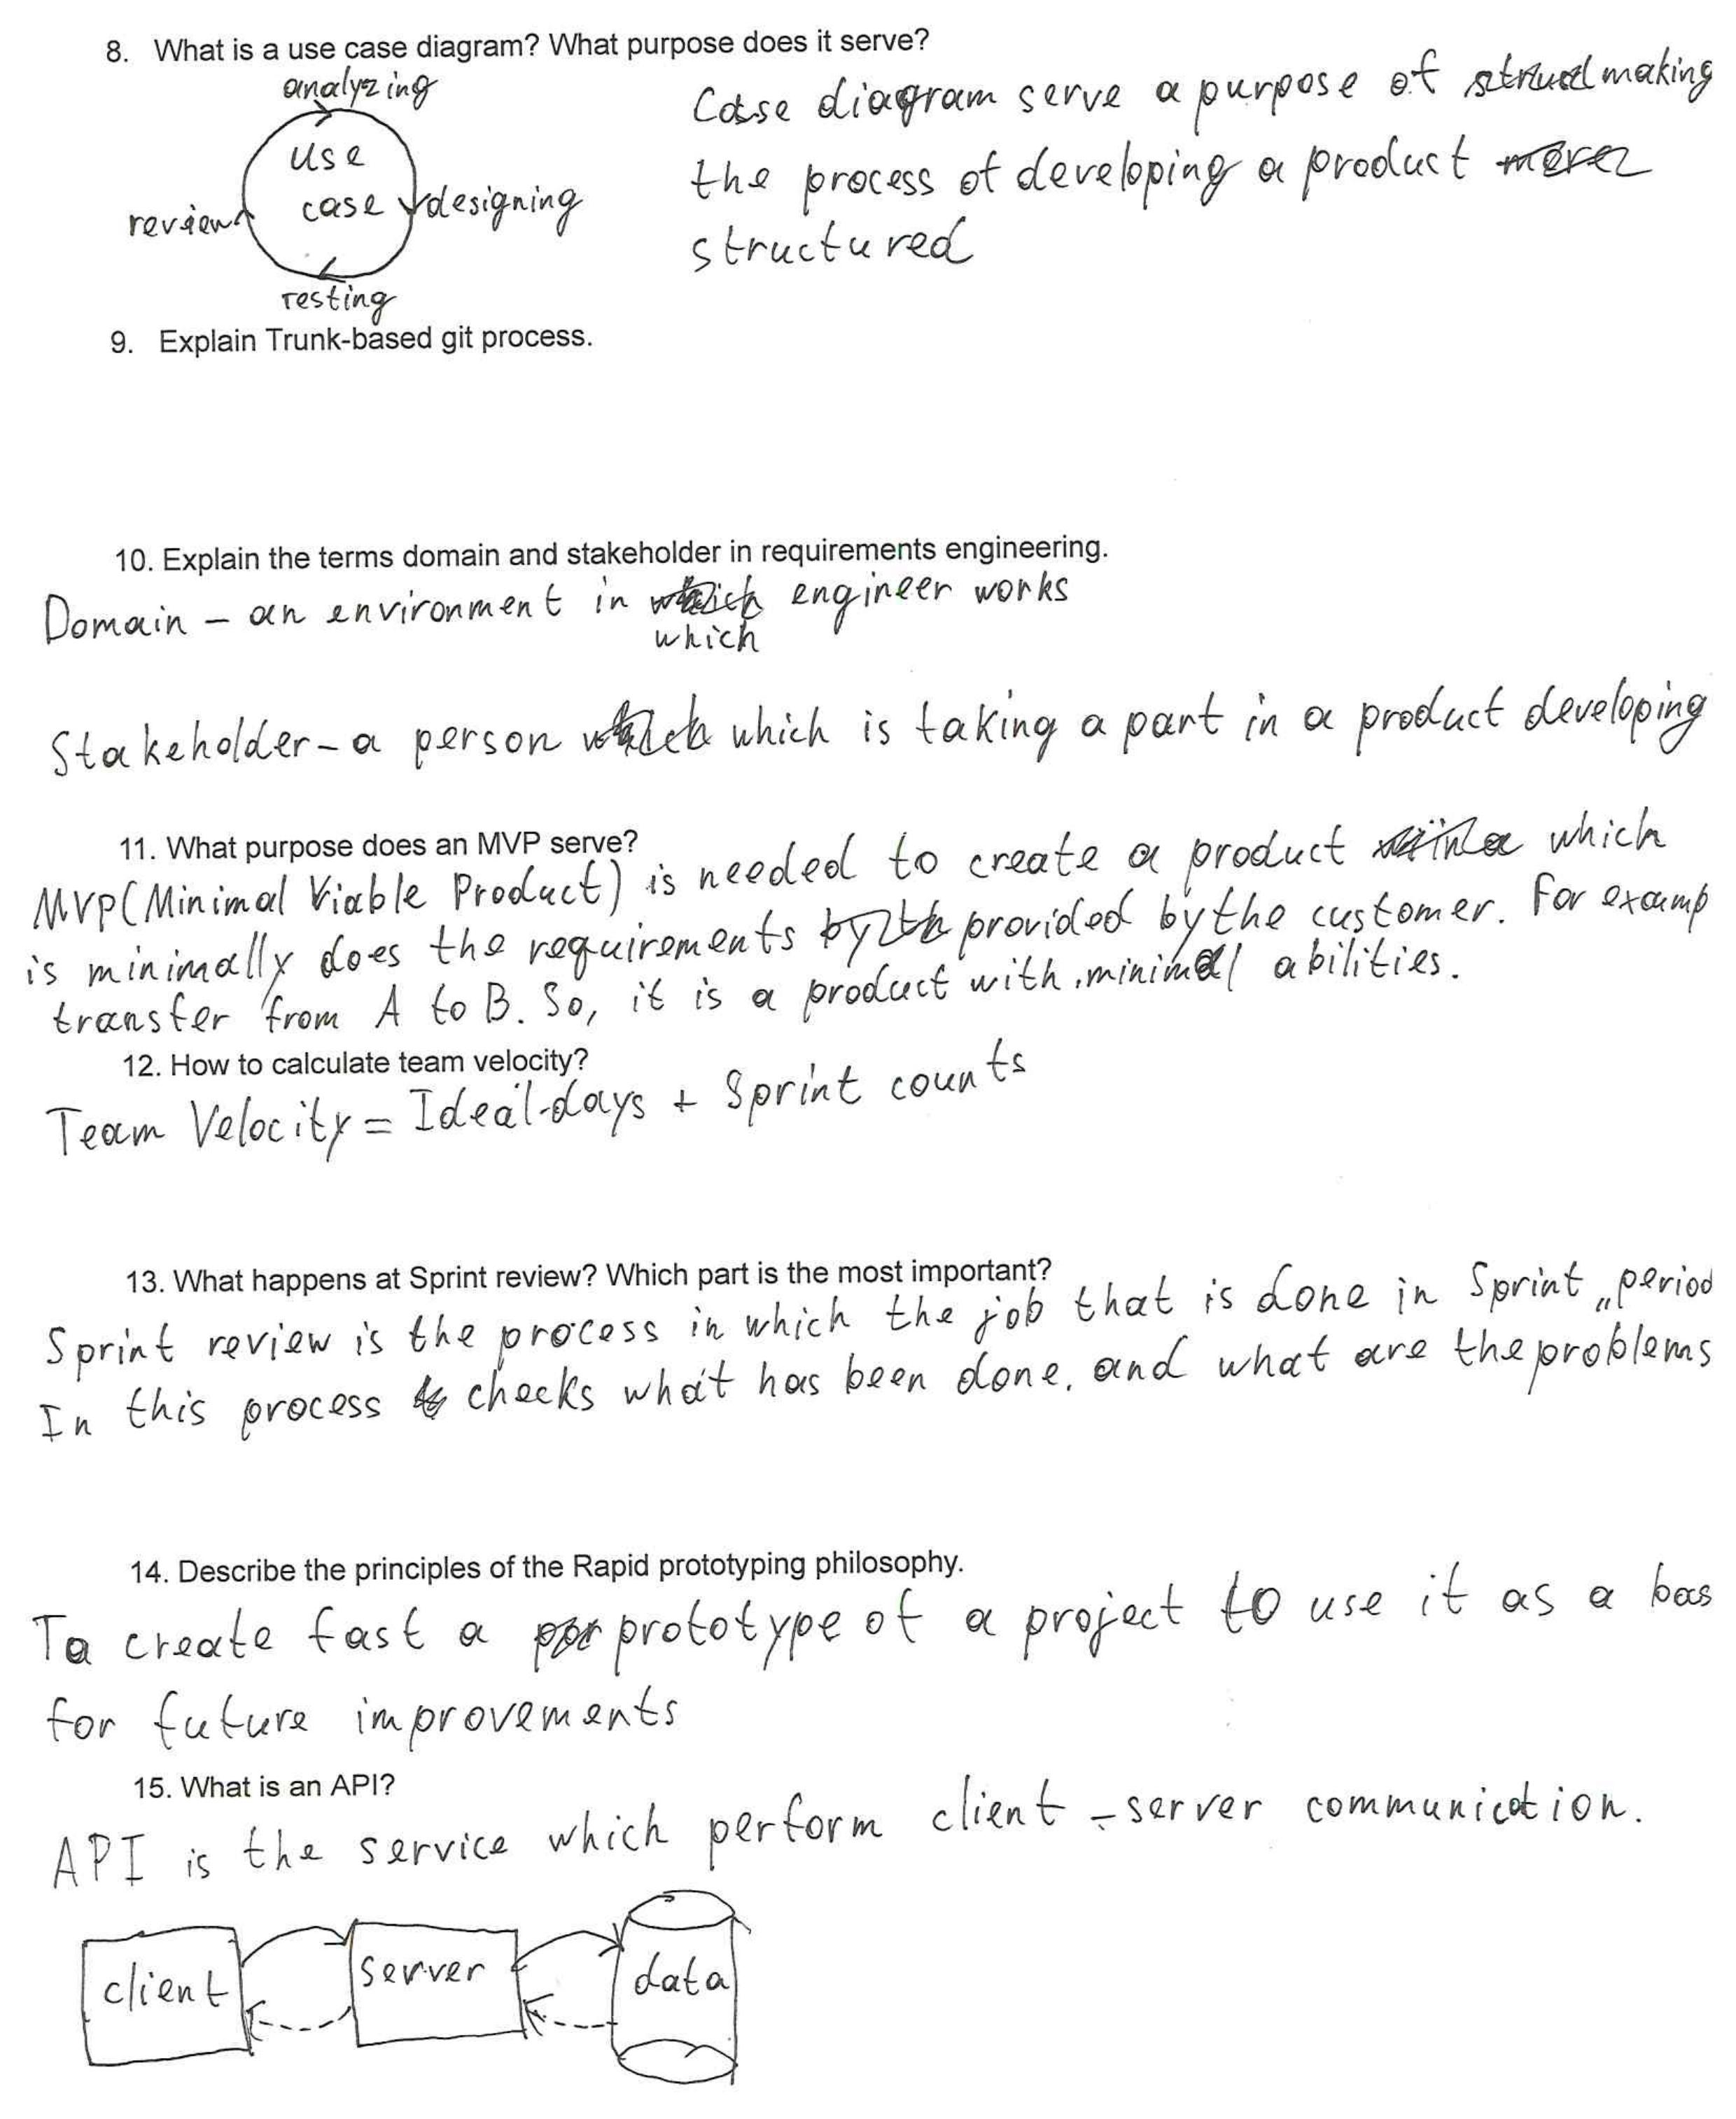 8. What is a use case diagram? What purpose does it serve?
analyzing
use
case
designing
review
resting
Case diagram serve a purpose of making
the process of developing a product
structured
9. Explain Trunk-based git process.
10. Explain the terms domain and stakeholder in requirements engineering.
Domain - an environment in which engineer works
Stakeholder - a person which is taking a part in a product developing
11. What purpose does an MVP serve?
MVP (Minimal Viable Product) is needed to create a product which
is minimally does the requirements provided by the customer. For examp
transfer from A to B. So, it is a product with minimal abilities.
12. How to calculate team velocity?
Team Velocity = Ideal-days + Sprint counts
13. What happens at Sprint review? Which part is the most important?
Sprint review is the process in which the job that is done in Sprint „period
In this process checks what has been done, and what are the problems
14. Describe the principles of the Rapid prototyping philosophy.
To create fast a prototype of a project to use it as a bas
for future improvements
15. What is an API?
API is the service which perform client - server communication.
client
server
data